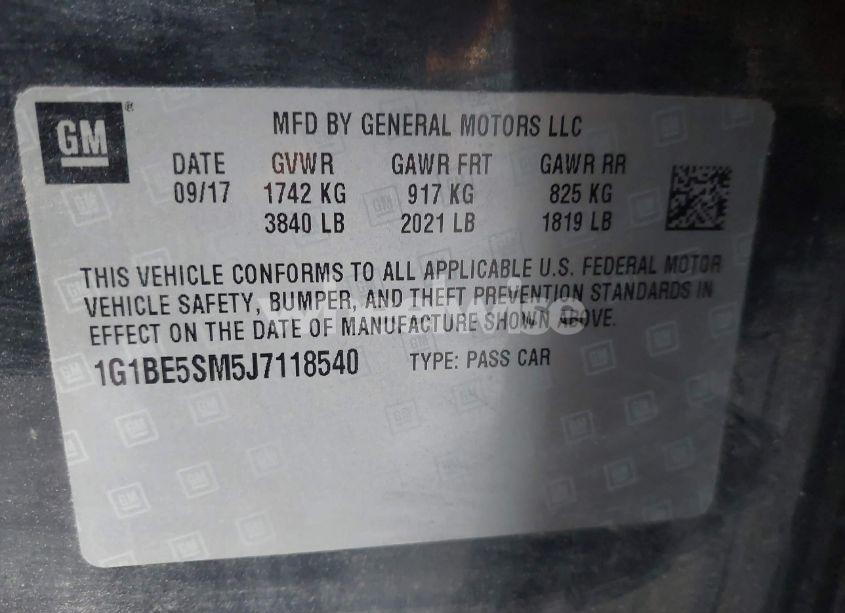 GM ®
MFD BY GENERAL MOTORS LLC
DATE GVWR GAWR FRT GAWR RR
09/17 1742 KG 917 KG 825 KG
3840 LB 2021 LB 1819 LB
THIS VEHICLE CONFORMS TO ALL APPLICABLE U.S. FEDERAL MOTOR
VEHICLE SAFETY, BUMPER, AND THEFT PREVENTION STANDARDS IN
EFFECT ON THE DATE OF MANUFACTURE SHOWN ABOVE.
1G1BE5SM5J7118540 TYPE: PASS CAR